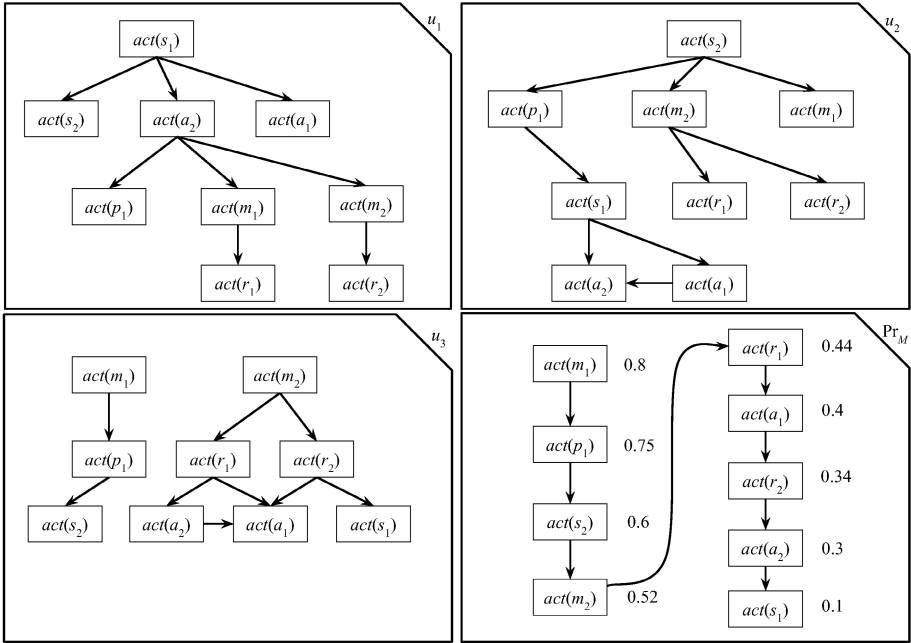 u₁
act(s₁)
act(s₂) act(a₂) act(a₁)
act(p₁) act(m₁) act(m₂)
act(r₁) act(r₂)
u₂
act(s₂)
act(p₁) act(m₂) act(m₁)
act(s₁) act(r₁) act(r₂)
act(a₂) act(a₁)
u₃
act(m₁) act(m₂)
act(p₁) act(r₁) act(r₂)
act(s₂) act(a₂) act(a₁) act(s₁)
Pr_M
act(m₁) 0.8
act(p₁) 0.75
act(s₂) 0.6
act(m₂) 0.52
act(r₁) 0.44
act(a₁) 0.4
act(r₂) 0.34
act(a₂) 0.3
act(s₁) 0.1